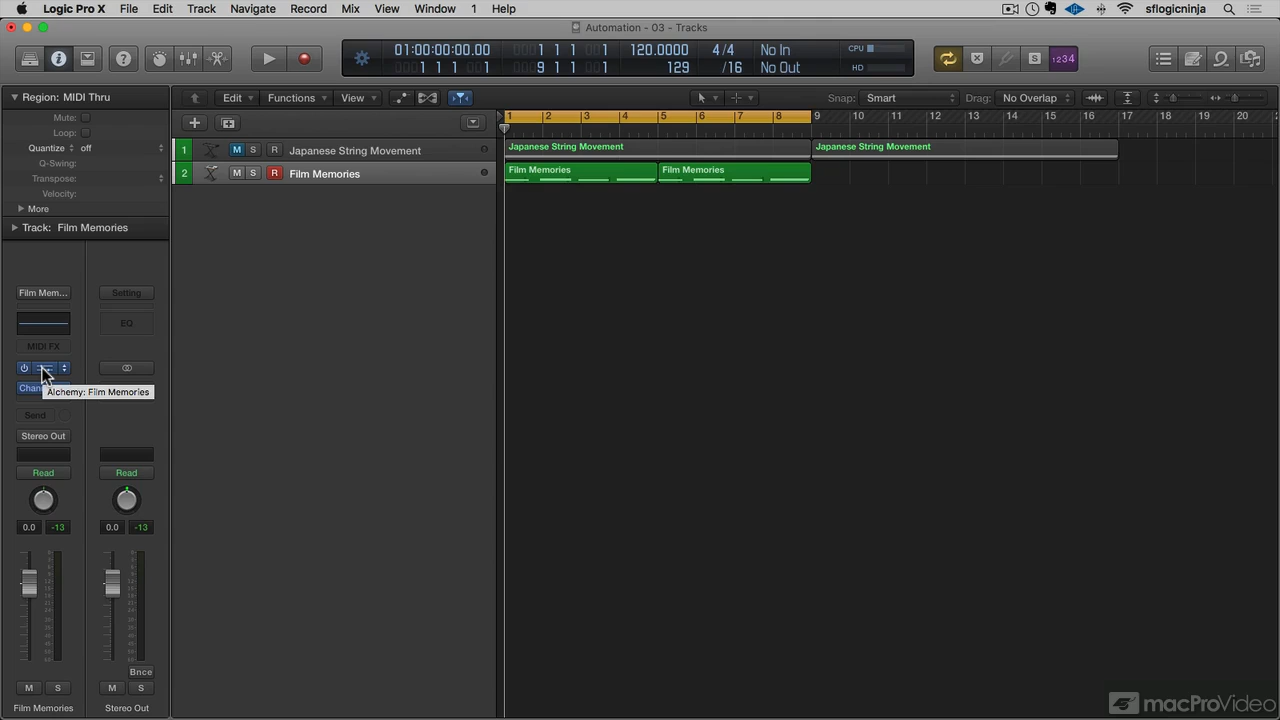 Logic Pro X File Edit Track Navigate Record Mix View Window 1 Help sflogicninja
Automation - 03 - Tracks
01:00:00:00.00 1 1 1 1 120.0000 4/4 No In CPU
1 1 1 1 9 1 1 1 129 /16 No Out HD
1234
Region: MIDI Thru
Edit Functions View Snap: Smart Drag: No Overlap
Mute:
Loop:
Quantize off
Q-Swing:
Transpose:
Velocity:
More
Track: Film Memories
1 2 3 4 5 6 7 8 9 10 11 12 13 14 15 16 17 18 19 20
1 M S R Japanese String Movement
Japanese String Movement Japanese String Movement
2 M S R Film Memories
Film Memories Film Memories
Film Mem... Setting
EQ
MIDI FX
Chan
Alchemy: Film Memories
Send
Stereo Out
Read Read
0.0 -13 0.0 -13
Bnce
M S M S
Film Memories Stereo Out
macProVideo